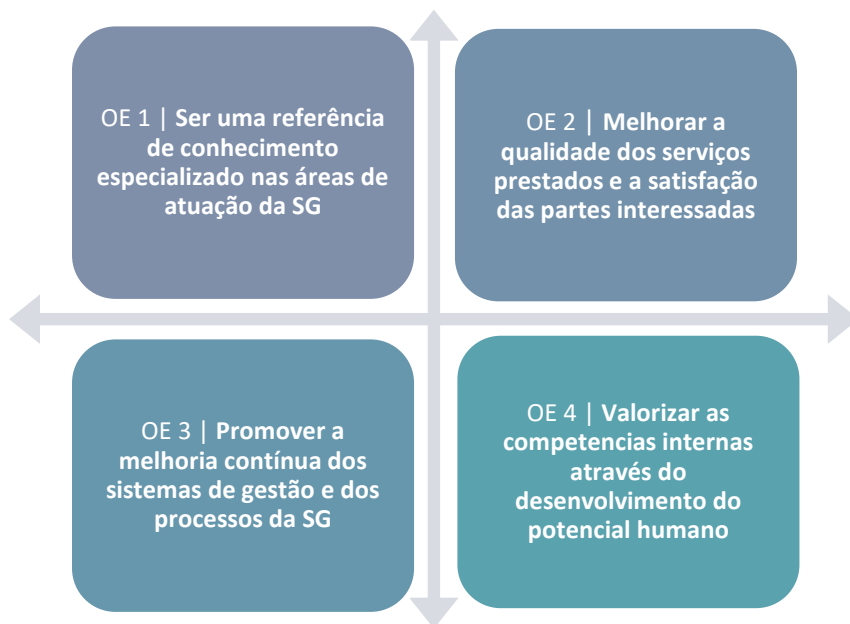 OE 1 | Ser uma referência
de conhecimento
especializado nas áreas de
atuação da SG
OE 2 | Melhorar a
qualidade dos serviços
prestados e a satisfação
das partes interessadas
OE 3 | Promover a
melhoria contínua dos
sistemas de gestão e dos
processos da SG
OE 4 | Valorizar as
competencias internas
através do
desenvolvimento do
potencial humano